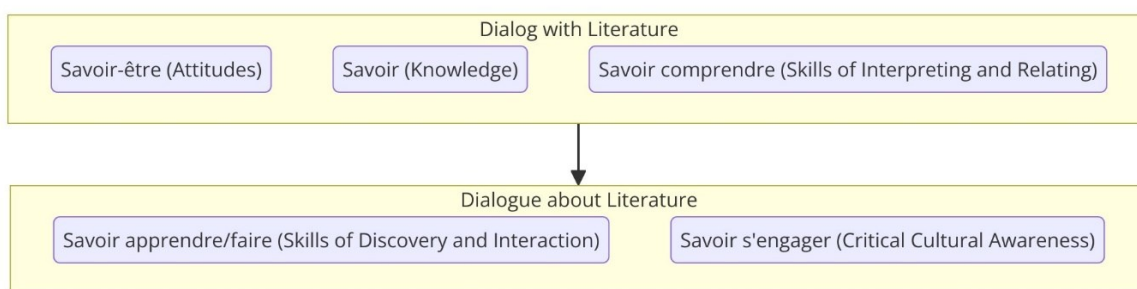 Dialog with Literature
Savoir-être (Attitudes)
Savoir (Knowledge)
Savoir comprendre (Skills of Interpreting and Relating)
Dialogue about Literature
Savoir apprendre/faire (Skills of Discovery and Interaction)
Savoir s'engager (Critical Cultural Awareness)